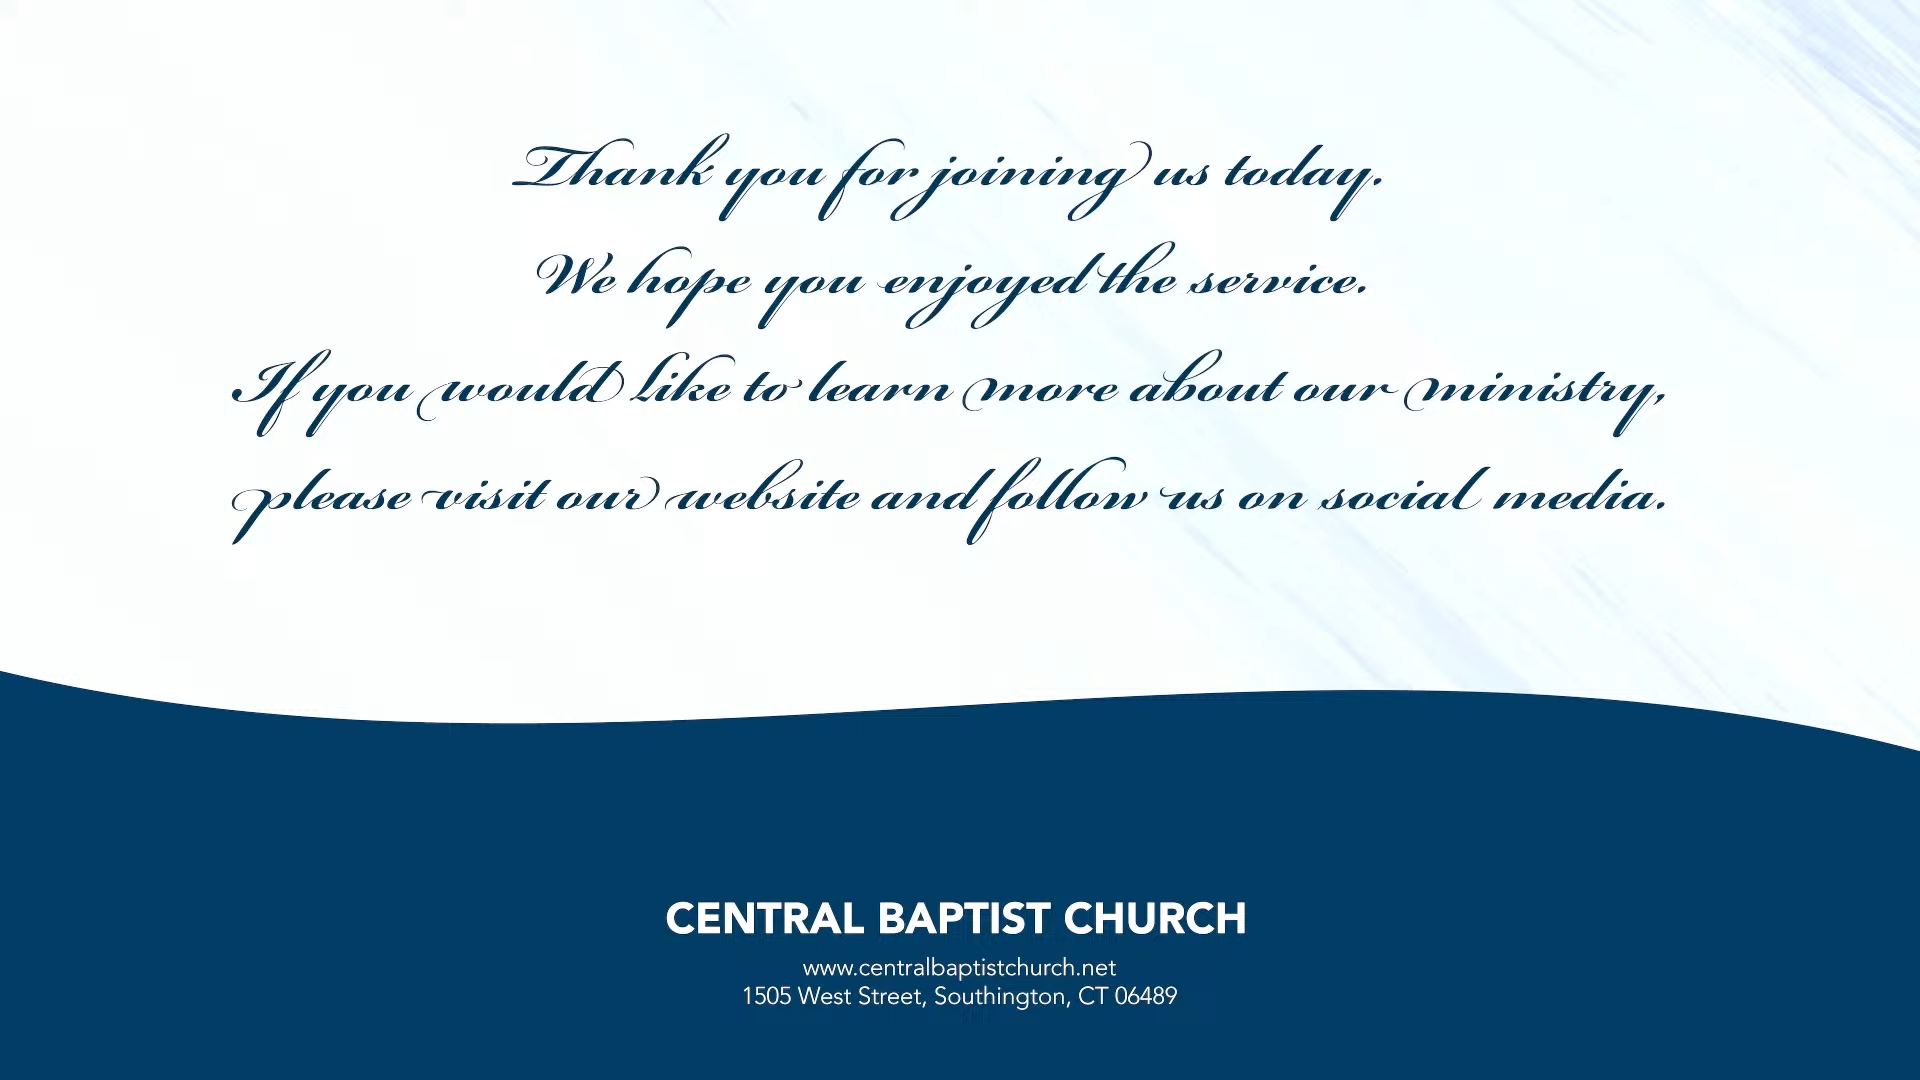 Thank you for joining us today.
We hope you enjoyed the service.
If you would like to learn more about our ministry,
please visit our website and follow us on social media.
CENTRAL BAPTIST CHURCH
www.centralbaptistchurch.net
1505 West Street, Southington, CT 06489